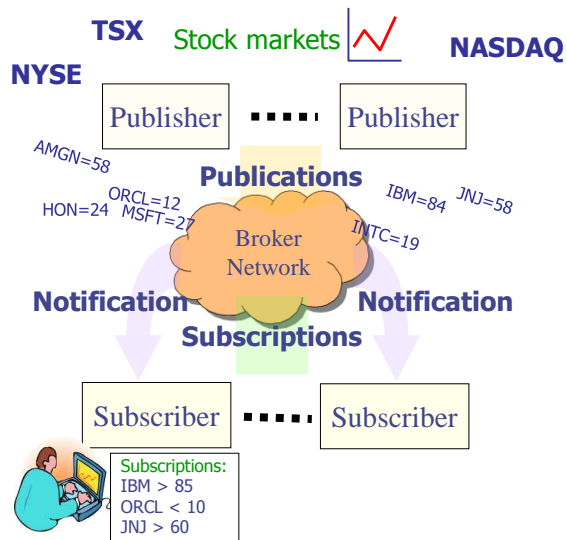 TSX
Stock markets
NASDAQ
NYSE
Publisher
Publisher
AMGN=58
Publications
ORCL=12
IBM=84
JNJ=58
HON=24
MSFT=27
INTC=19
Broker
Network
Notification
Notification
Subscriptions
Subscriber
Subscriber
Subscriptions:
IBM > 85
ORCL < 10
JNJ > 60